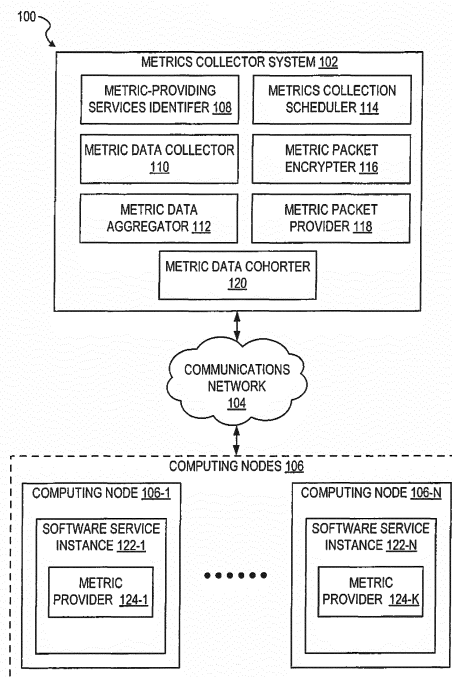 100
METRICS COLLECTOR SYSTEM 102
METRIC-PROVIDING
SERVICES IDENTIFER 108
METRICS COLLECTION
SCHEDULER 114
METRIC DATA COLLECTOR
110
METRIC PACKET
ENCRYPTER 116
METRIC DATA
AGGREGATOR 112
METRIC PACKET
PROVIDER 118
METRIC DATA COHORTER
120
COMMUNICATIONS
NETWORK
104
COMPUTING NODES 106
COMPUTING NODE 106-1
SOFTWARE SERVICE
INSTANCE 122-1
METRIC
PROVIDER 124-1
COMPUTING NODE 106-N
SOFTWARE SERVICE
INSTANCE 122-N
METRIC
PROVIDER 124-K